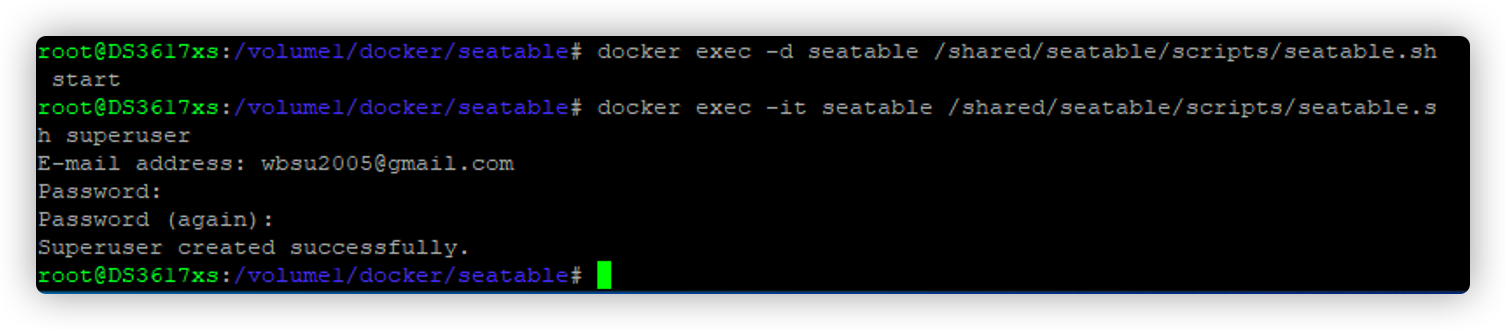 root@DS3617xs:/volume1/docker/seatable# docker exec -d seatable /shared/seatable/scripts/seatable.sh
 start
root@DS3617xs:/volume1/docker/seatable# docker exec -it seatable /shared/seatable/scripts/seatable.s
h superuser
E-mail address: wbsu2005@gmail.com
Password:
Password (again):
Superuser created successfully.
root@DS3617xs:/volume1/docker/seatable#